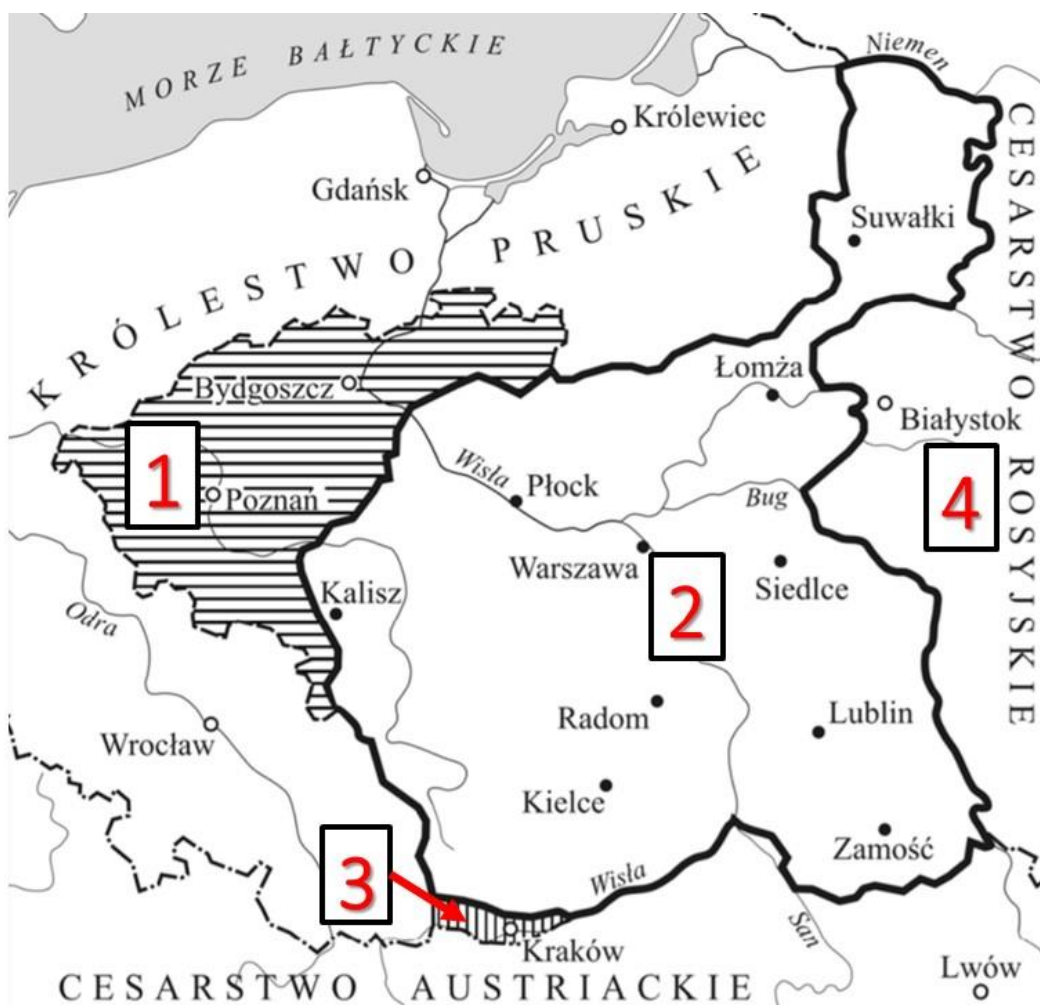 MORZE BAŁTYCKIE
Niemen
Królewiec
Gdańsk
CESARSTWO ROSYJSKIE
KRÓLESTWO PRUSKIE
Suwałki
Łomża
Bydgoszcz
Białystok
1
Poznań
Wisła
Płock
Bug
4
Warszawa
Siedlce
2
Kalisz
Odra
Radom
Lublin
Wrocław
Kielce
Zamość
3
Wisła
San
Kraków
Lwów
CESARSTWO AUSTRIACKIE